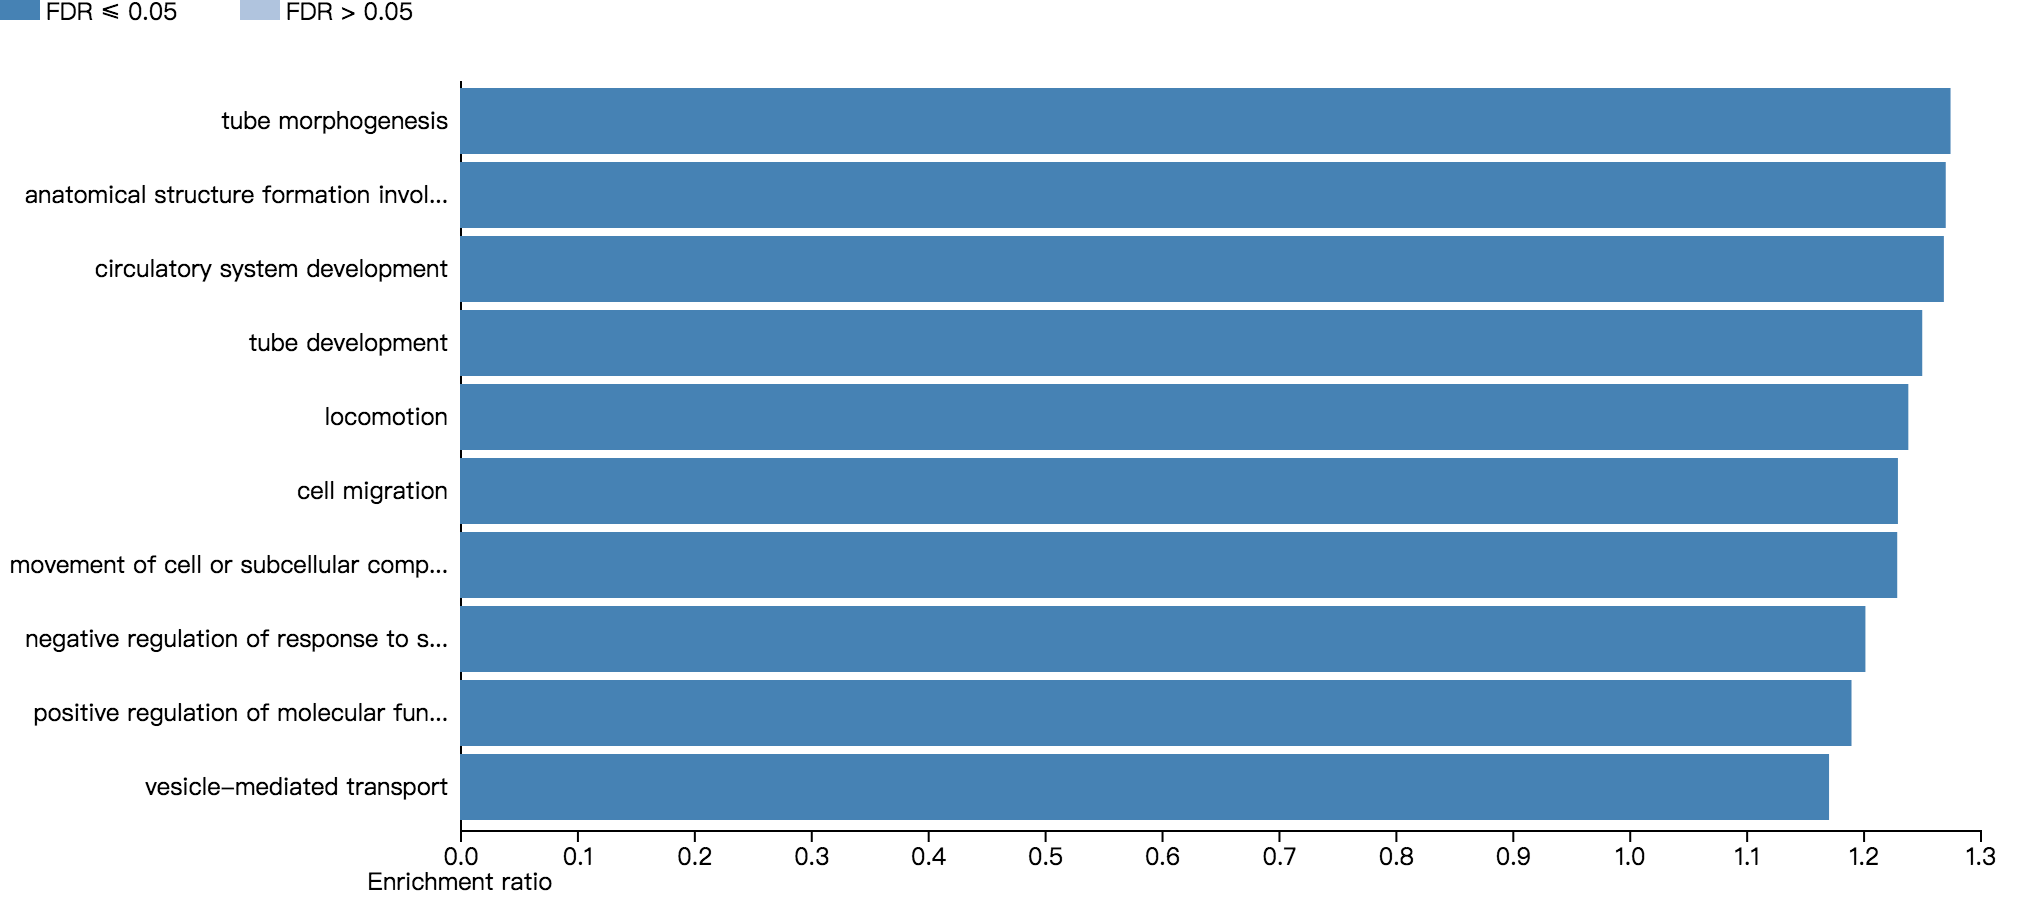 FDR ⩽ 0.05 FDR > 0.05
tube morphogenesis
anatomical structure formation invol...
circulatory system development
tube development
locomotion
cell migration
movement of cell or subcellular comp...
negative regulation of response to s...
positive regulation of molecular fun...
vesicle–mediated transport
0.0 0.1 0.2 0.3 0.4 0.5 0.6 0.7 0.8 0.9 1.0 1.1 1.2 1.3
Enrichment ratio